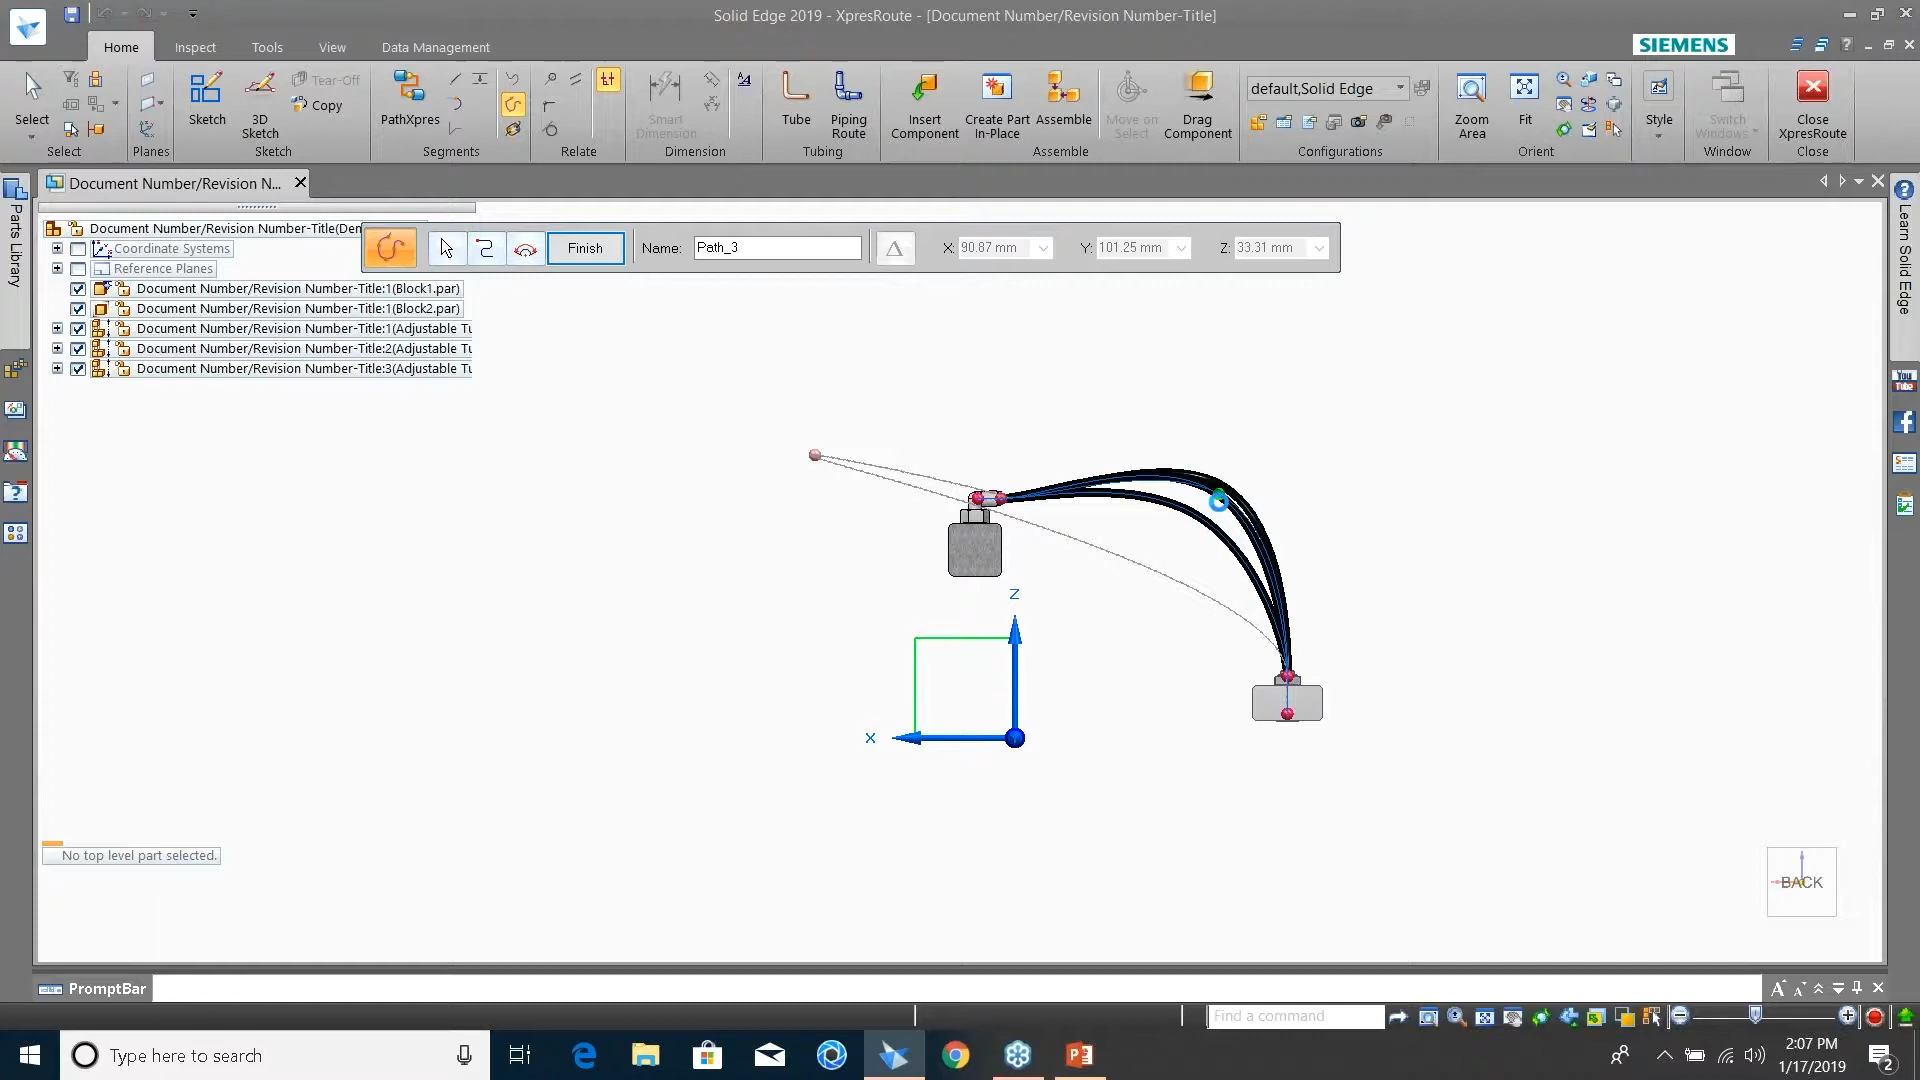 Solid Edge 2019 - XpresRoute - [Document Number/Revision Number-Title]
Home Inspect Tools View Data Management
SIEMENS
Select
Select
Planes
Sketch
3D Sketch
Tear-Off
Copy
Sketch
PathXpres
Segments
Relate
Smart Dimension
Dimension
Tube
Piping Route
Tubing
Insert Component
Create Part In-Place
Assemble
Move on Select
Drag Component
Assemble
default,Solid Edge
Configurations
Zoom Area
Fit
Orient
Style
Switch Windows
Window
Close XpresRoute
Close
Document Number/Revision N...
Parts Library
Learn Solid Edge
You Tube
Document Number/Revision Number-Title(Den
Coordinate Systems
Reference Planes
Document Number/Revision Number-Title:1(Block1.par)
Document Number/Revision Number-Title:1(Block2.par)
Document Number/Revision Number-Title:1(Adjustable Tu
Document Number/Revision Number-Title:2(Adjustable Tu
Document Number/Revision Number-Title:3(Adjustable Tu
Finish Name: Path_3 X: 90.87 mm Y: 101.25 mm Z: 33.31 mm
Z
X
No top level part selected.
BACK
PromptBar
Find a command
Type here to search
2:07 PM
1/17/2019
2